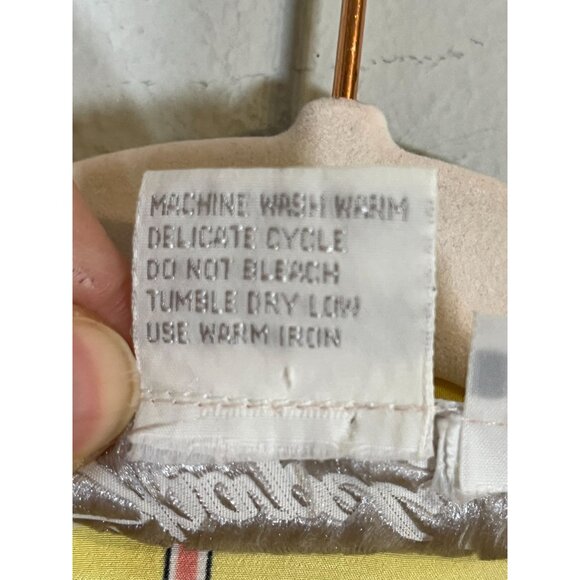 MACHINE WASH WARM
DELICATE CYCLE
DO NOT BLEACH
TUMBLE DRY LOW
USE WARM IRON